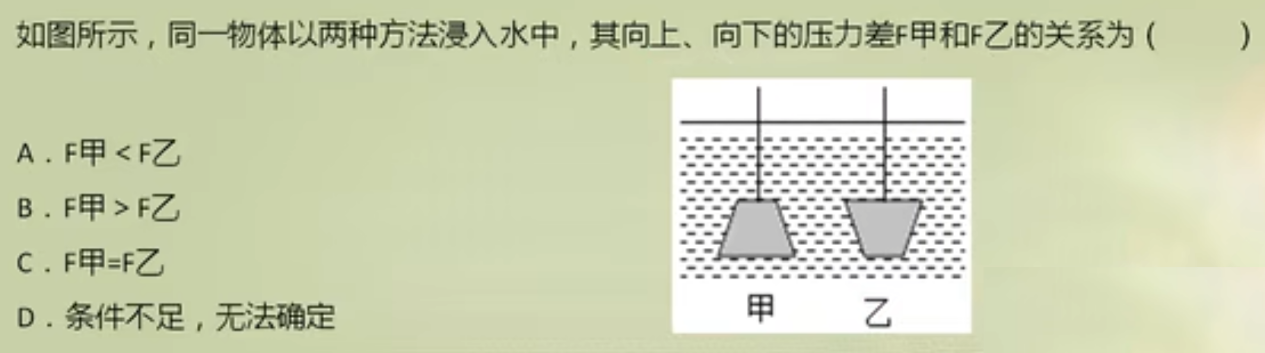 如图所示，同一物体以两种方法浸入水中，其向上、向下的压力差F甲和F乙的关系为（　　）
A．F甲＜F乙
B．F甲＞F乙
C．F甲=F乙
D．条件不足，无法确定
甲 乙